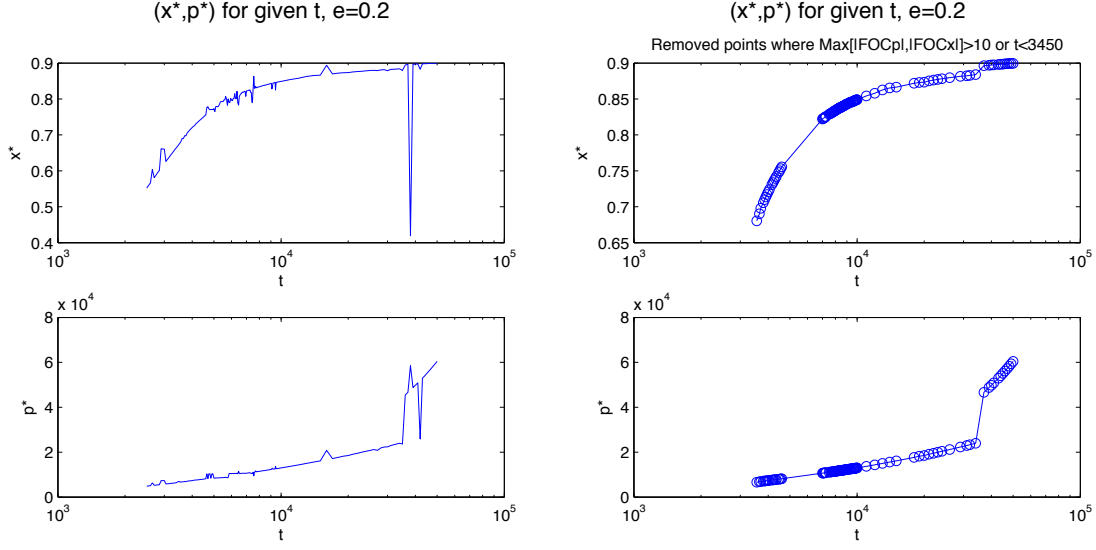 (x*,p*) for given t, e=0.2
0.9
0.8
0.7
0.6
0.5
0.4
x*
10^3
10^4
10^5
t
x 10^4
8
6
4
2
0
p*
10^3
10^4
10^5
t
(x*,p*) for given t, e=0.2
Removed points where Max[|FOCp|,|FOCx|]>10 or t<3450
0.9
0.85
0.8
0.75
0.7
0.65
x*
10^3
10^4
10^5
t
x 10^4
8
6
4
2
0
p*
10^3
10^4
10^5
t